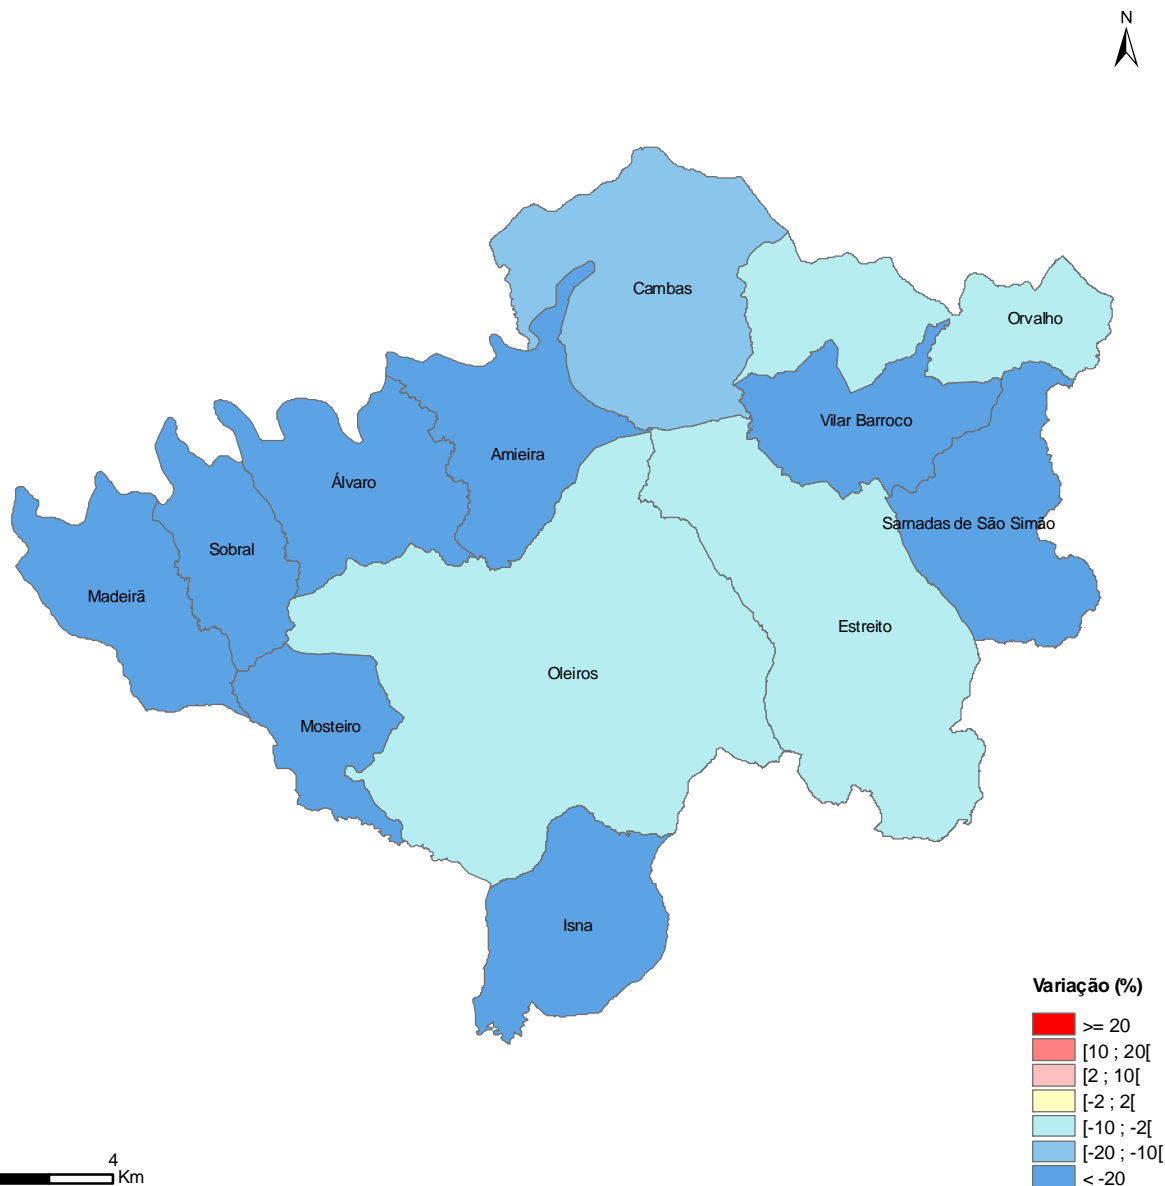 N
Cambas
Orvalho
Vilar Barroco
Amieira
Álvaro
Sarnadas de São Simão
Sobral
Madeirã
Estreito
Oleiros
Mosteiro
Isna
Variação (%)
>= 20
[10 ; 20[
[2 ; 10[
[-2 ; 2[
[-10 ; -2[
[-20 ; -10[
< -20
4
Km